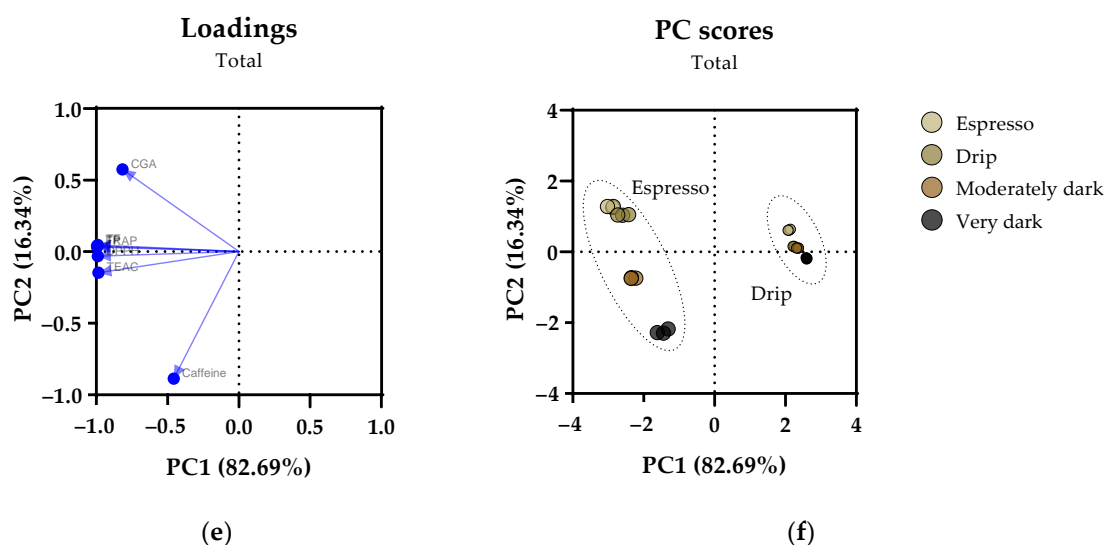 Loadings
Total
1.0
0.5
0.0
−0.5
−1.0
PC2 (16.34%)
CGA
TEAC
Caffeine
−1.0
−0.5
0.0
0.5
1.0
PC1 (82.69%)
(e)
PC scores
Total
4
2
0
−2
−4
PC2 (16.34%)
Espresso
Drip
−4
−2
0
2
4
PC1 (82.69%)
(f)
Espresso
Drip
Moderately dark
Very dark